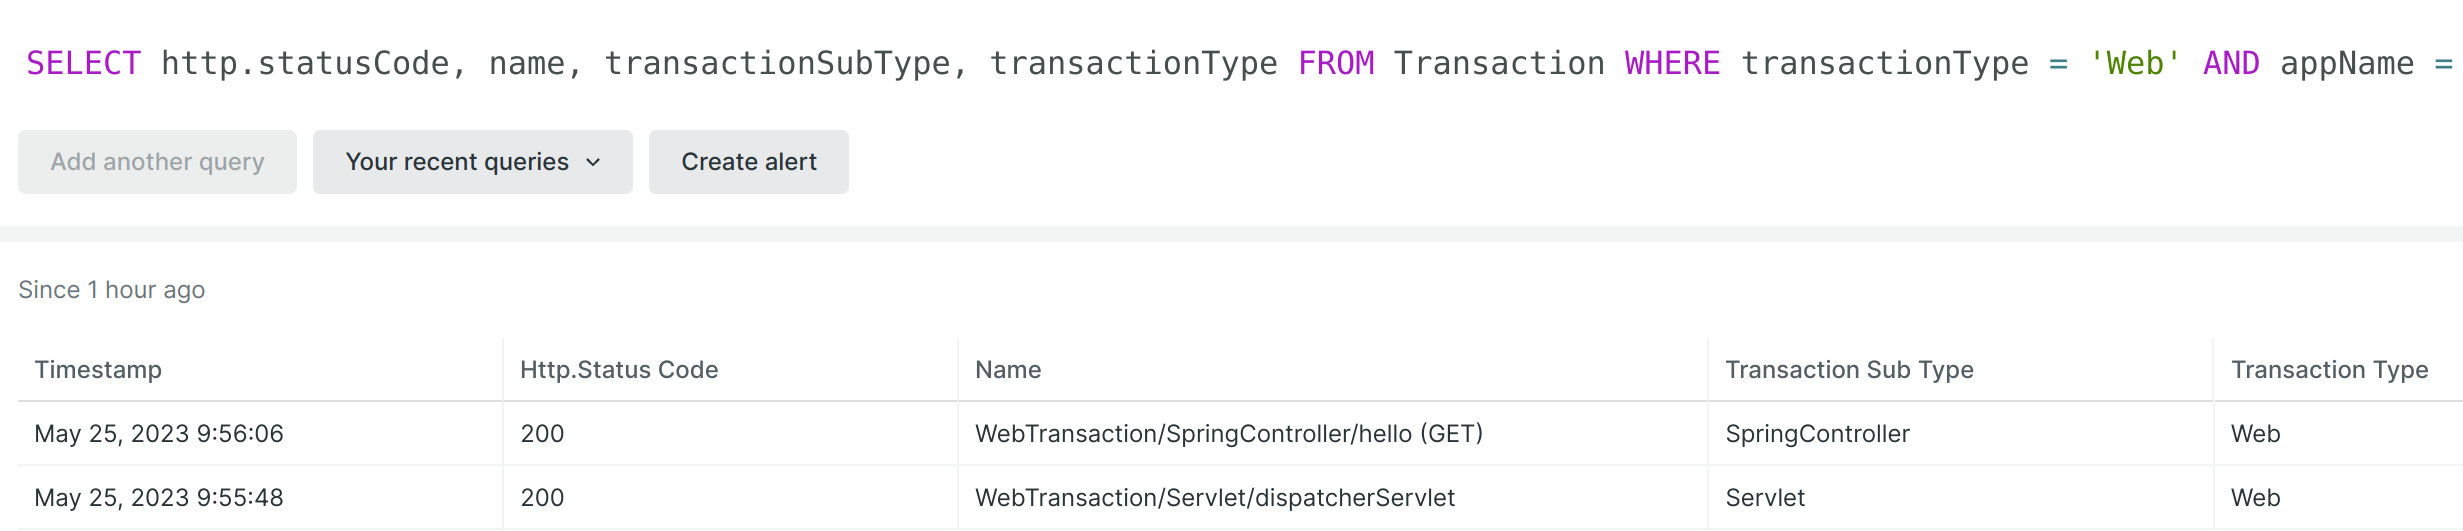 SELECT http.statusCode, name, transactionSubType, transactionType FROM Transaction WHERE transactionType = 'Web' AND appName =
Add another query Your recent queries Create alert
Since 1 hour ago
Timestamp Http.Status Code Name Transaction Sub Type Transaction Type
May 25, 2023 9:56:06 200 WebTransaction/SpringController/hello (GET) SpringController Web
May 25, 2023 9:55:48 200 WebTransaction/Servlet/dispatcherServlet Servlet Web